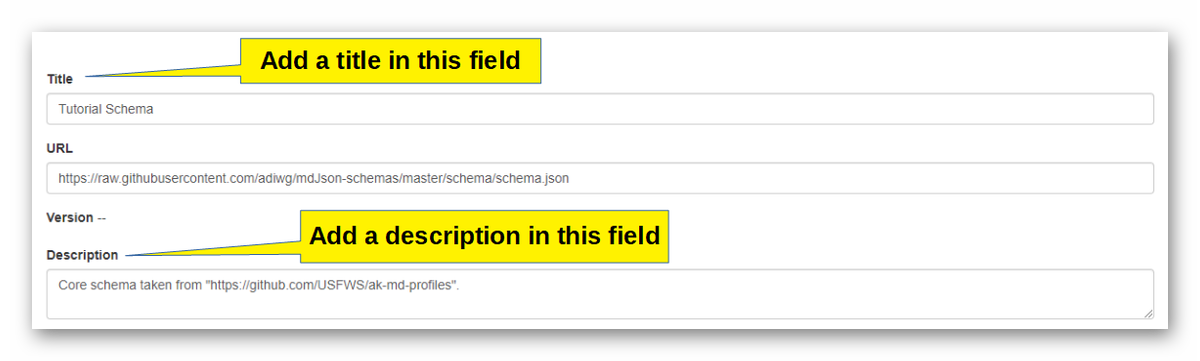 Add a title in this field
Title
Tutorial Schema
URL
https://raw.githubusercontent.com/adiwg/mdJson-schemas/master/schema/schema.json
Version --
Add a description in this field
Description
Core schema taken from "https://github.com/USFWS/ak-md-profiles".